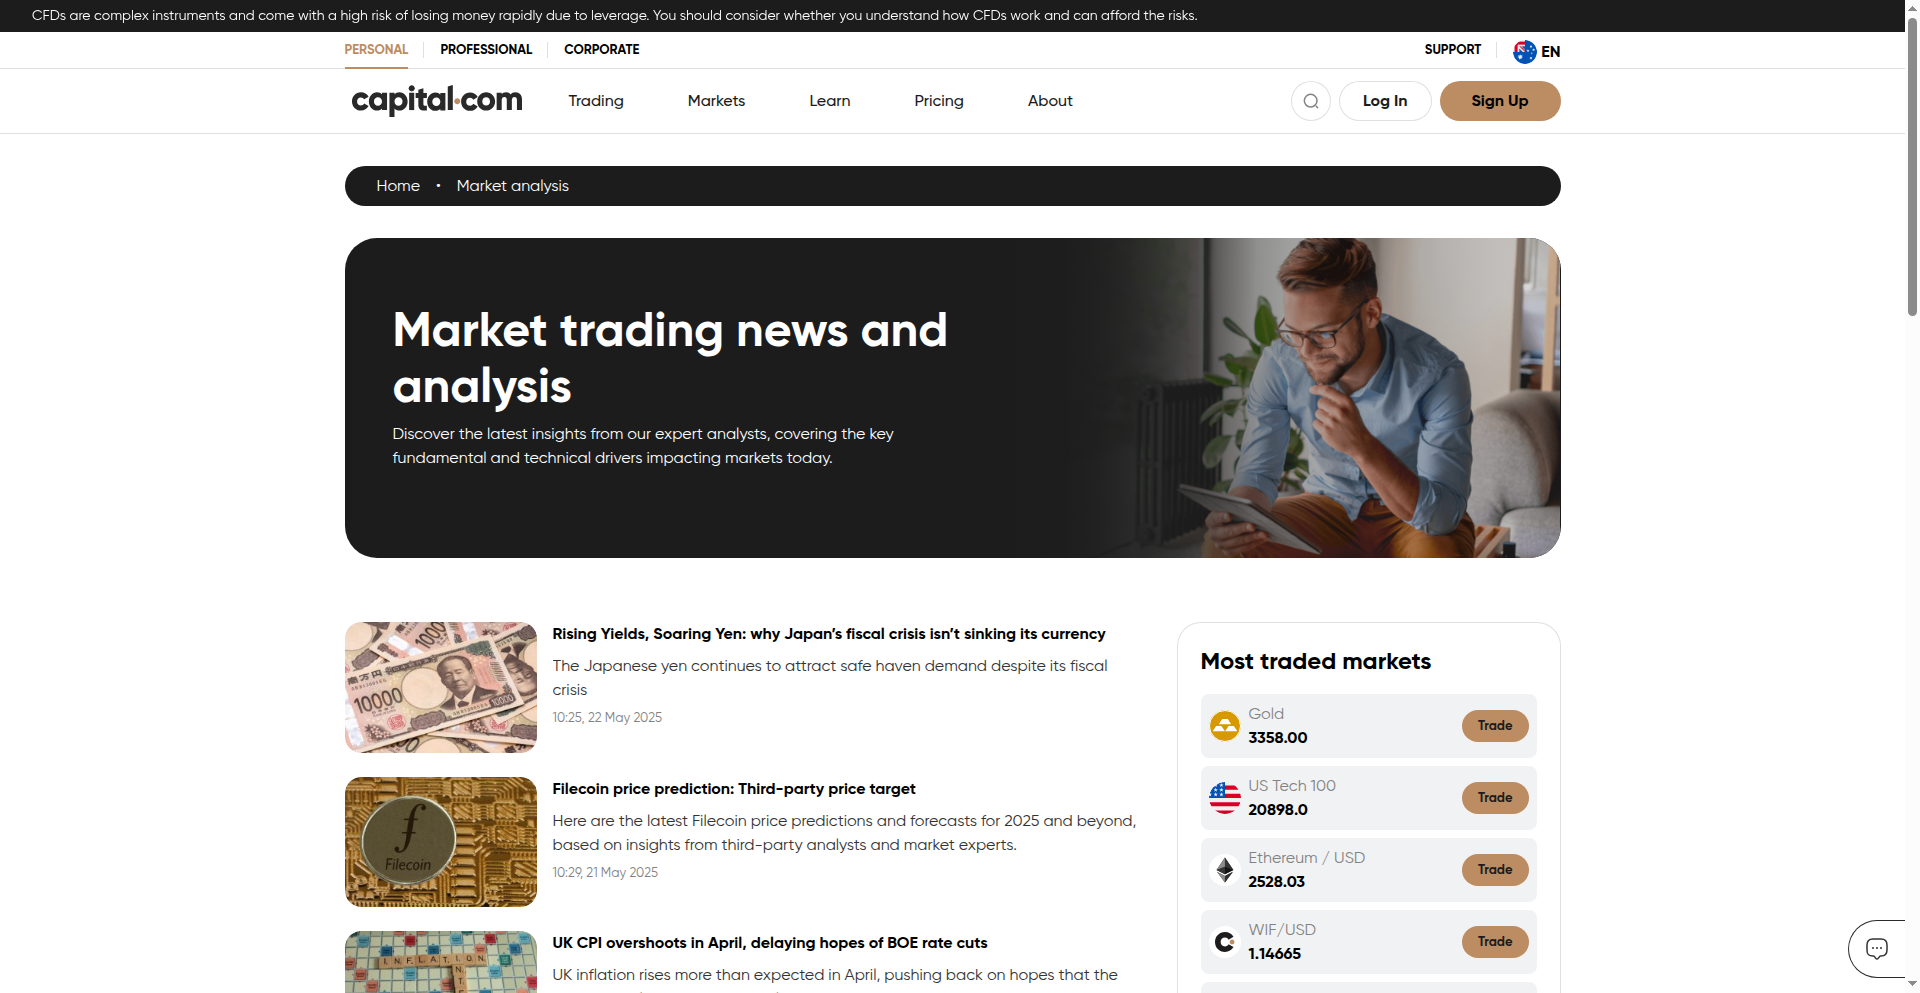 CFDs are complex instruments and come with a high risk of losing money rapidly due to leverage. You should consider whether you understand how CFDs work and can afford the risks.
PERSONAL
PROFESSIONAL
CORPORATE
SUPPORT
EN
capital.com
Trading
Markets
Learn
Pricing
About
Log In
Sign Up
Home • Market analysis
Market trading news and
analysis
Discover the latest insights from our expert analysts, covering the key
fundamental and technical drivers impacting markets today.
Rising Yields, Soaring Yen: why Japan’s fiscal crisis isn’t sinking its currency
The Japanese yen continues to attract safe haven demand despite its fiscal
crisis
10:25, 22 May 2025
10000
1000
10000
Filecoin price prediction: Third-party price target
Here are the latest Filecoin price predictions and forecasts for 2025 and beyond,
based on insights from third-party analysts and market experts.
10:29, 21 May 2025
Filecoin
UK CPI overshoots in April, delaying hopes of BOE rate cuts
UK inflation rises more than expected in April, pushing back on hopes that the
INFLATION
Most traded markets
Gold
3358.00
Trade
US Tech 100
20898.0
Trade
Ethereum / USD
2528.03
Trade
WIF/USD
1.14665
Trade